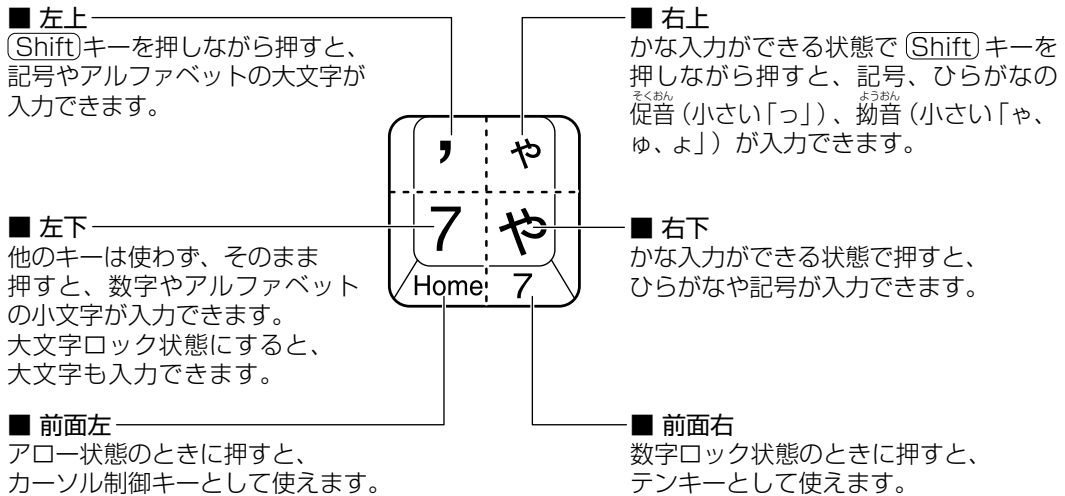 ■ 左上
Shiftキーを押しながら押すと、
記号やアルファベットの大文字が
入力できます。
■ 右上
かな入力ができる状態で Shift キーを
押しながら押すと、記号、ひらがなの
そくおん ようおん
促音（小さい「っ」）、拗音（小さい「ゃ、
ゅ、ょ」）が入力できます。
' ゃ
7 や
Home 7
■ 左下
他のキーは使わず、そのまま
押すと、数字やアルファベット
の小文字が入力できます。
大文字ロック状態にすると、
大文字も入力できます。
■ 右下
かな入力ができる状態で押すと、
ひらがなや記号が入力できます。
■ 前面左
アロー状態のときに押すと、
カーソル制御キーとして使えます。
■ 前面右
数字ロック状態のときに押すと、
テンキーとして使えます。